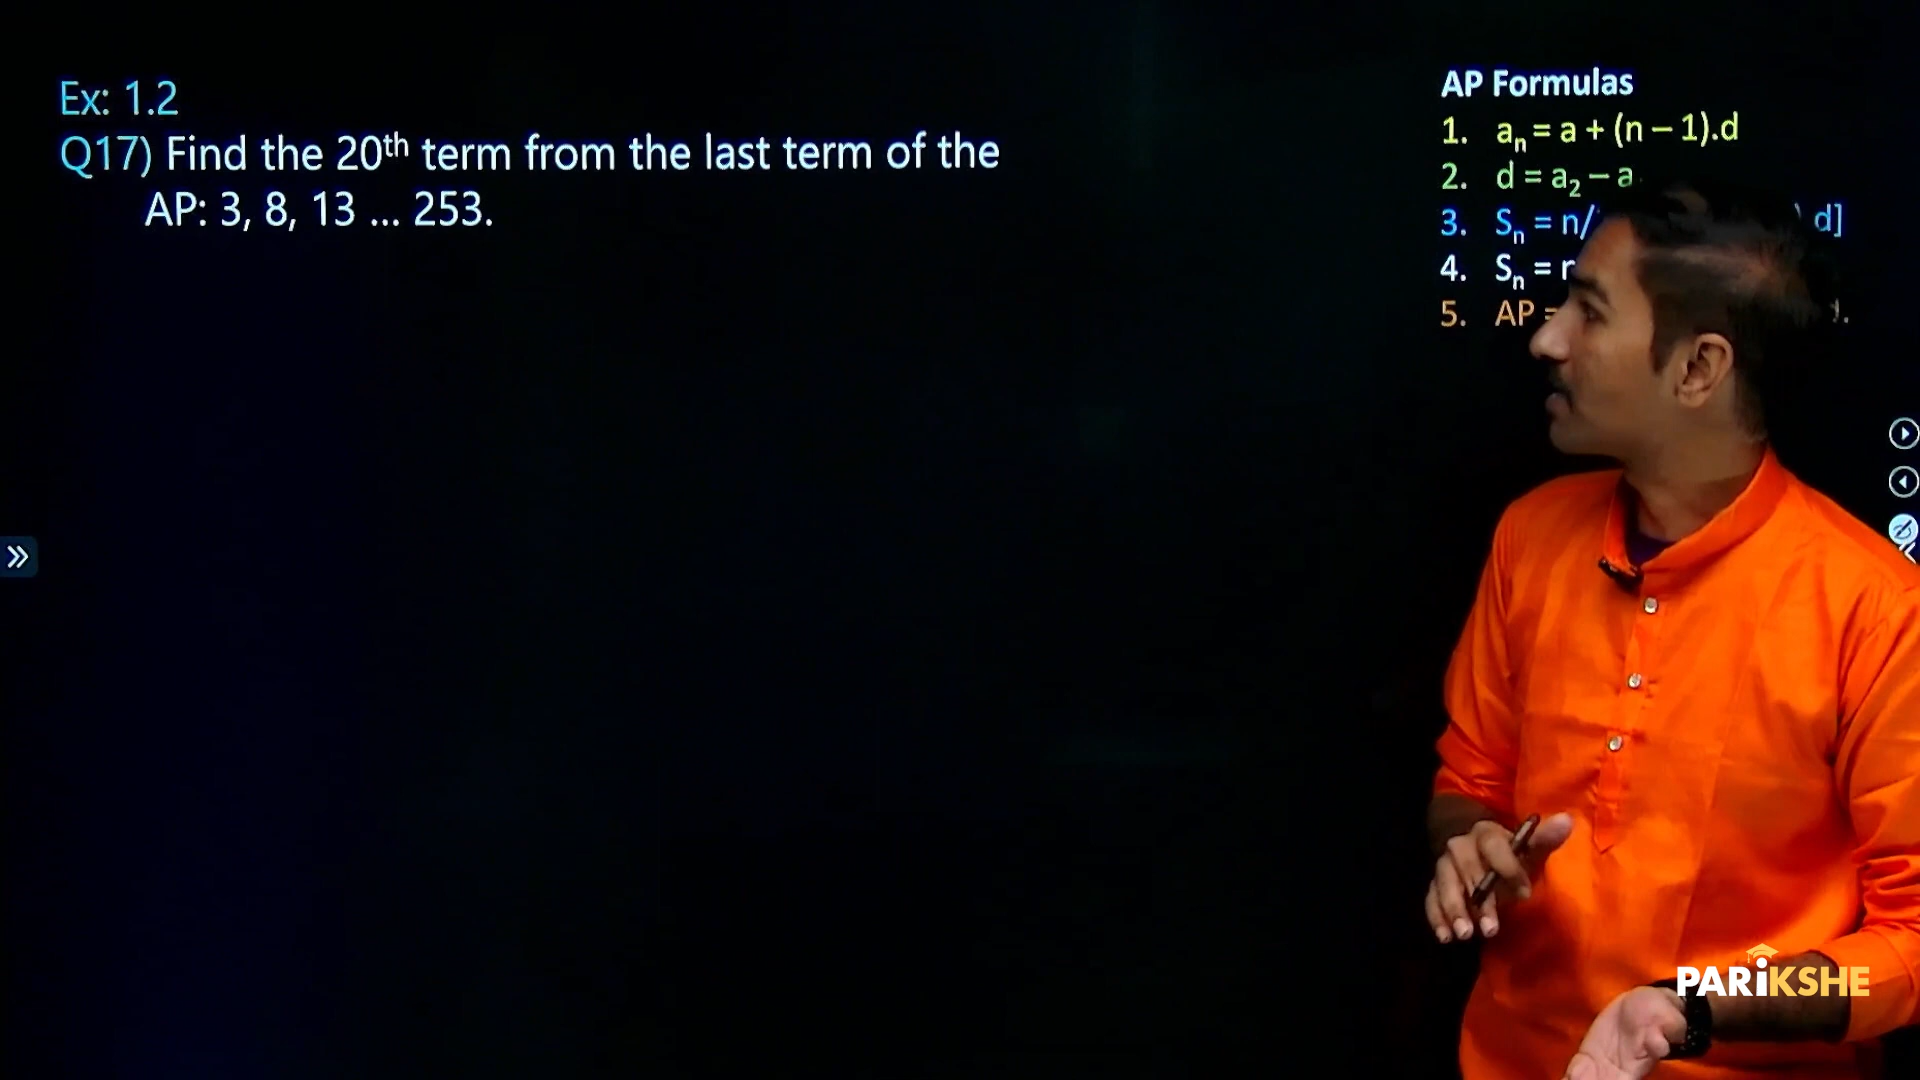 Ex: 1.2
Q17) Find the 20th term from the last term of the
AP: 3, 8, 13 ... 253.
AP Formulas
1. an = a + (n – 1).d
2. d = a2 – a
3. Sn = n/ d]
4. Sn =
5. AP =
PARiKSHE